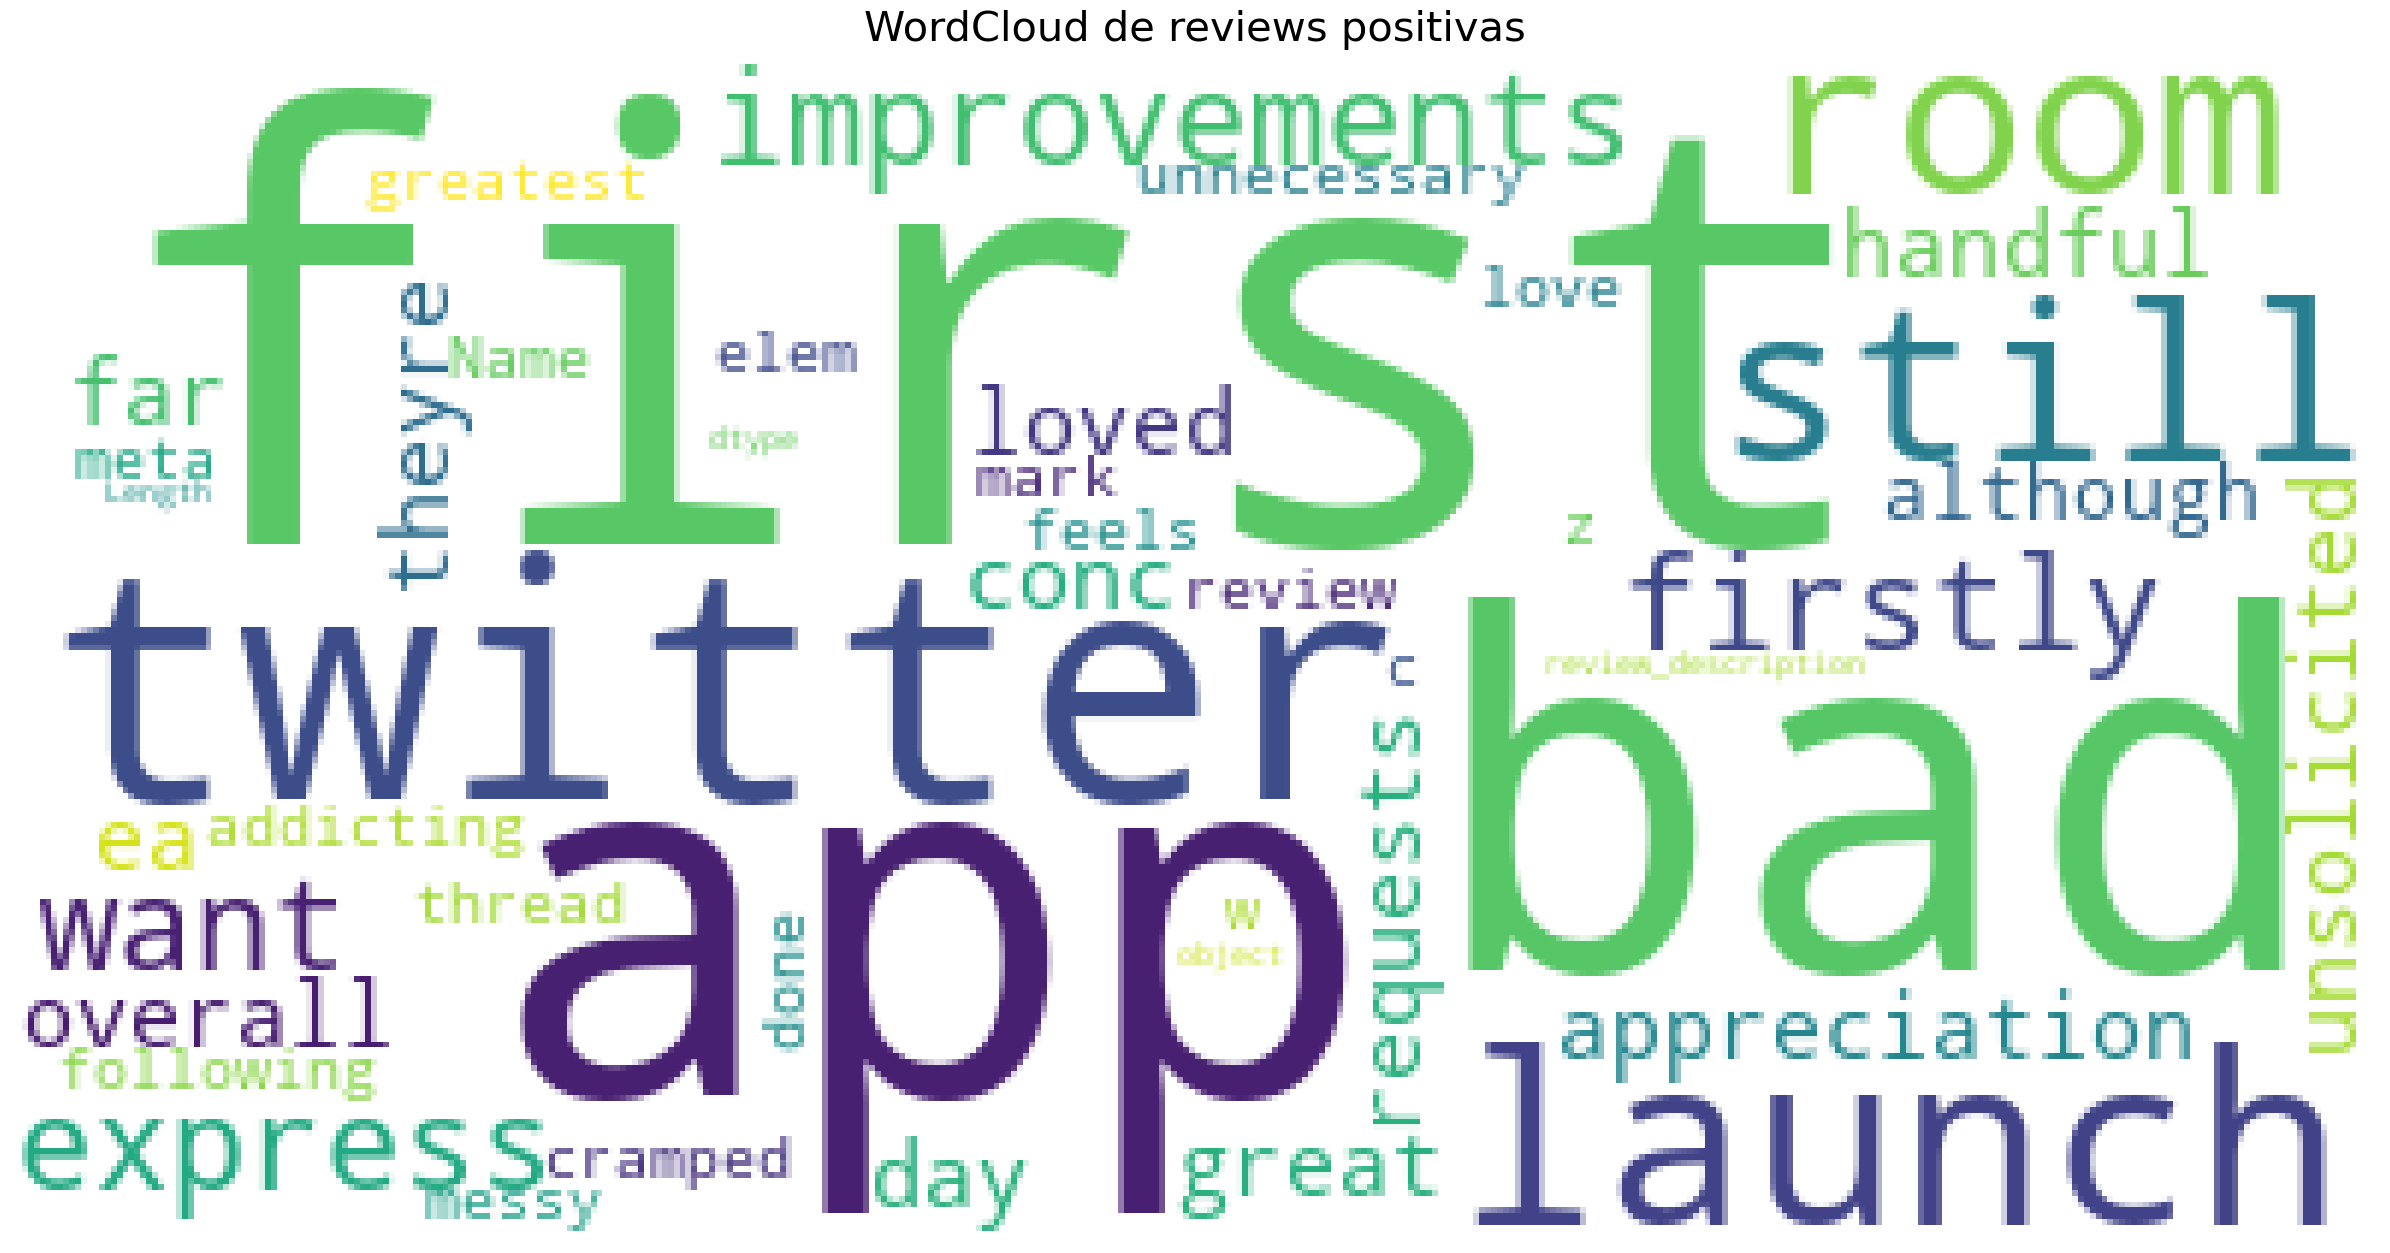 WordCloud de reviews positivas
improvements
room
greatest
unnecessary
first
handful
love
they're
Name
elem
still
far
loved
dtype
meta
mark
Length
although
unsolicited
feels
z
conc
review
firstly
twitter
c
review_description
bad
requests
ea
addicting
want
thread
app
done
w
object
overall
appreciation
following
launch
express
cramped
day
great
messy